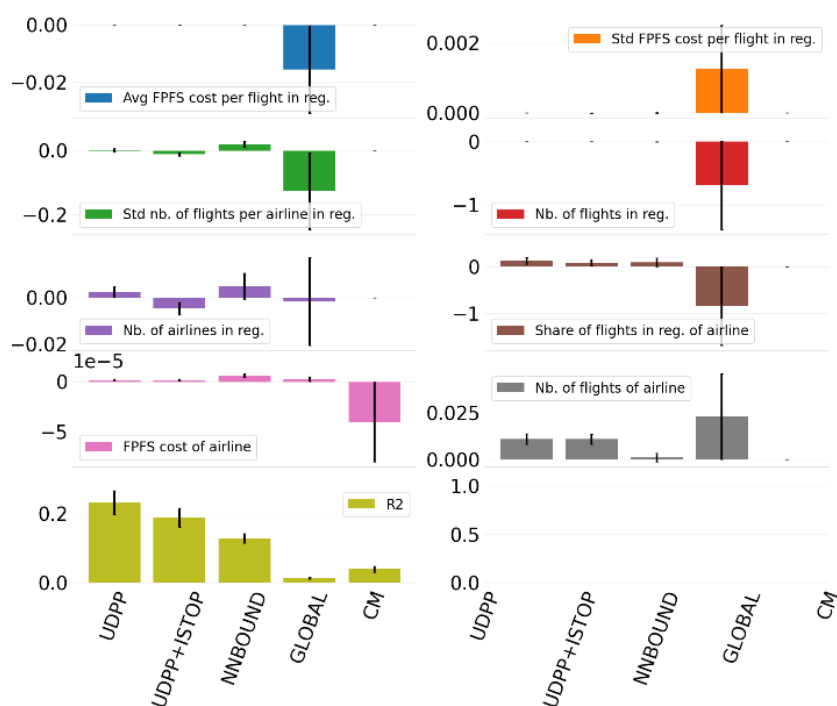 0.00
−0.02
Avg FPFS cost per flight in reg.
0.002
0.000
Std FPFS cost per flight in reg.
0.0
−0.2
Std nb. of flights per airline in reg.
0
−1
Nb. of flights in reg.
0.00
−0.02
Nb. of airlines in reg.
0
−1
Share of flights in reg. of airline
1e−5
0
−5
FPFS cost of airline
0.025
0.000
Nb. of flights of airline
0.2
0.0
R2
1.0
0.5
0.0
UDPP
UDPP+ISTOP
NNBOUND
GLOBAL
CM
UDPP
UDPP+ISTOP
NNBOUND
GLOBAL
CM